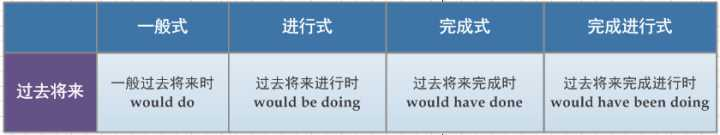 一般式 进行式 完成式 完成进行式
过去将来 一般过去将来时 过去将来进行时 过去将来完成时 过去将来完成进行时
would do would be doing would have done would have been doing